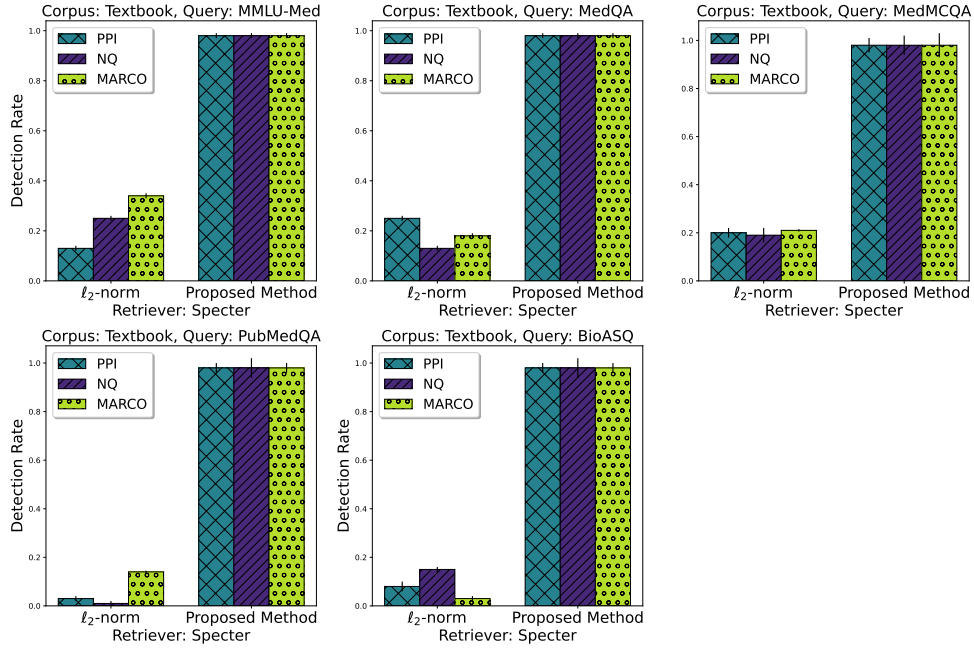 Corpus: Textbook, Query: MMLU-Med
PPI
NQ
MARCO
Detection Rate
1.0
0.8
0.6
0.4
0.2
0.0
ℓ₂-norm
Proposed Method
Retriever: Specter
Corpus: Textbook, Query: MedQA
PPI
NQ
MARCO
1.0
0.8
0.6
0.4
0.2
0.0
ℓ₂-norm
Proposed Method
Retriever: Specter
Corpus: Textbook, Query: MedMCQA
PPI
NQ
MARCO
1.0
0.8
0.6
0.4
0.2
0.0
ℓ₂-norm
Proposed Method
Retriever: Specter
Corpus: Textbook, Query: PubMedQA
PPI
NQ
MARCO
Detection Rate
1.0
0.8
0.6
0.4
0.2
0.0
ℓ₂-norm
Proposed Method
Retriever: Specter
Corpus: Textbook, Query: BioASQ
PPI
NQ
MARCO
Detection Rate
1.0
0.8
0.6
0.4
0.2
0.0
ℓ₂-norm
Proposed Method
Retriever: Specter